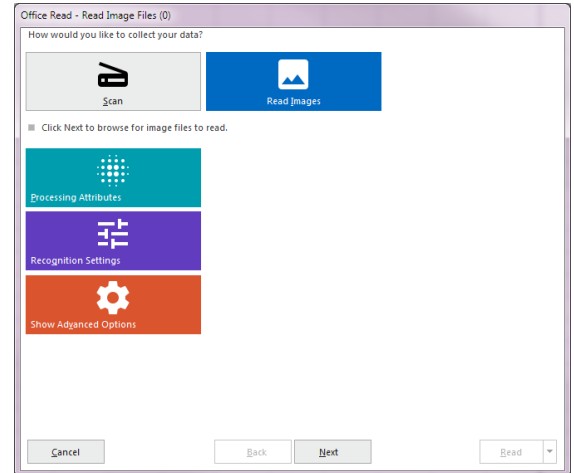 Office Read - Read Image Files (0)
How would you like to collect your data?
Scan
Read Images
Click Next to browse for image files to read.
Processing Attributes
Recognition Settings
Show Advanced Options
Cancel
Back
Next
Read